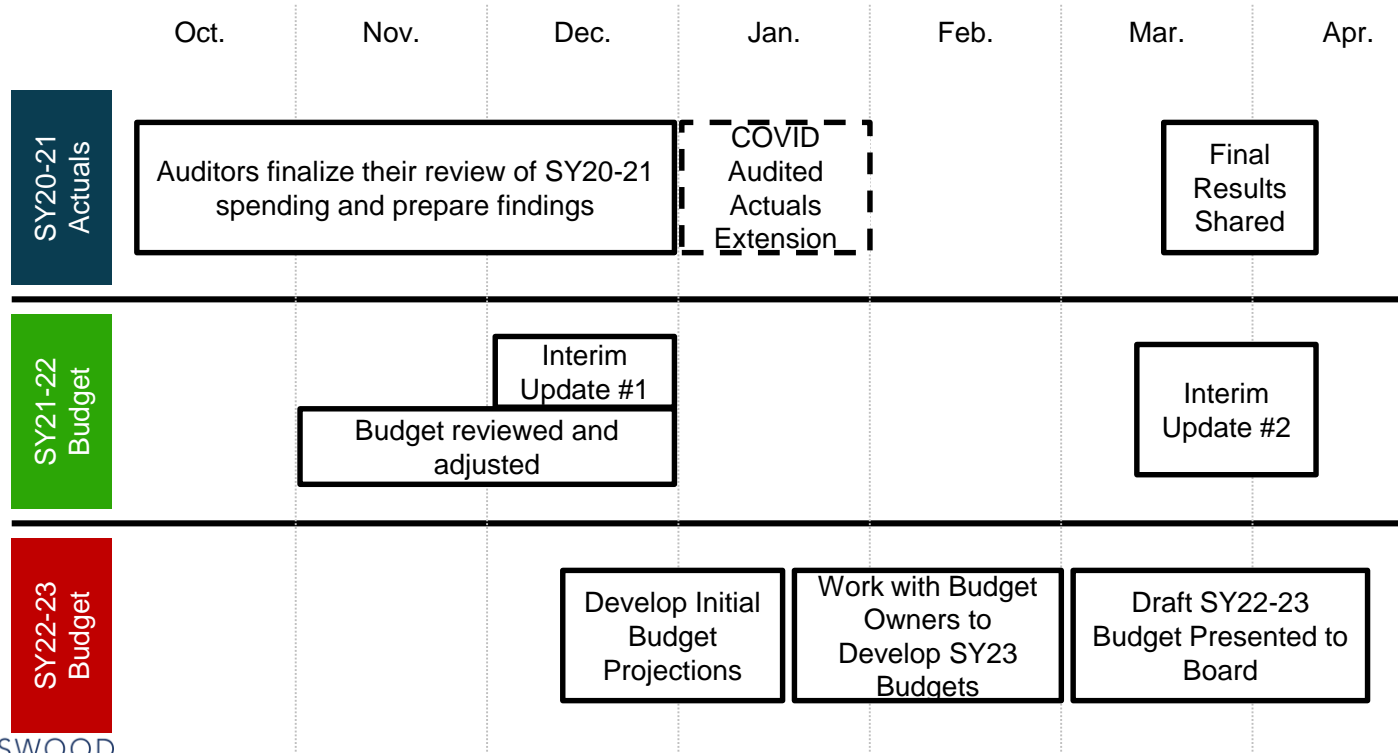 Oct. Nov. Dec. Jan. Feb. Mar. Apr.
SY20-21
Actuals
Auditors finalize their review of SY20-21
spending and prepare findings
COVID
Audited
Actuals
Extension
Final
Results
Shared
SY21-22
Budget
Interim
Update #1
Budget reviewed and
adjusted
Interim
Update #2
SY22-23
Budget
Develop Initial
Budget
Projections
Work with Budget
Owners to
Develop SY23
Budgets
Draft SY22-23
Budget Presented to
Board